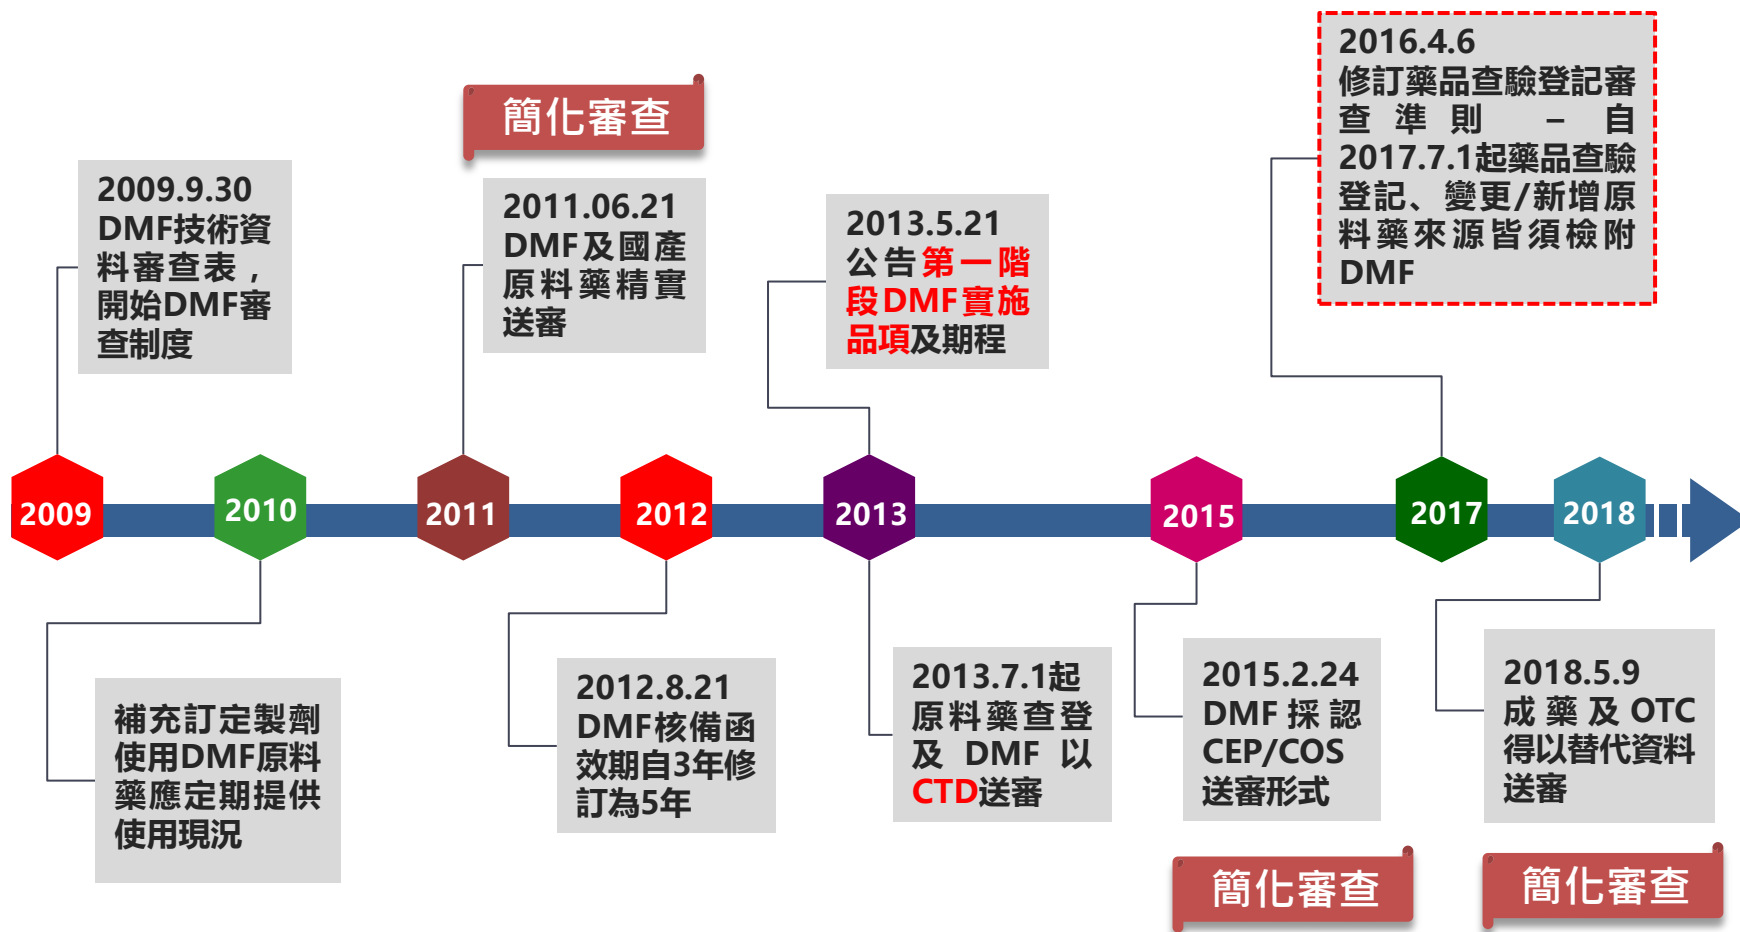 簡化審查
2009.9.30
DMF技術資
料審查表，
開始DMF審
查制度
2011.06.21
DMF及國產
原料藥精實
送審
2013.5.21
公告第一階
段DMF實施
品項及期程
2016.4.6
修訂藥品查驗登記審
查準則 – 自
2017.7.1起藥品查驗
登記、變更/新增原
料藥來源皆須檢附
DMF
2009
2010
2011
2012
2013
2015
2017
2018
補充訂定製劑
使用DMF原料
藥應定期提供
使用現況
2012.8.21
DMF核備函
效期自3年修
訂為5年
2013.7.1起
原料藥查登
及DMF以
CTD送審
2015.2.24
DMF採認
CEP/COS
送審形式
2018.5.9
成藥及OTC
得以替代資料
送審
簡化審查
簡化審查